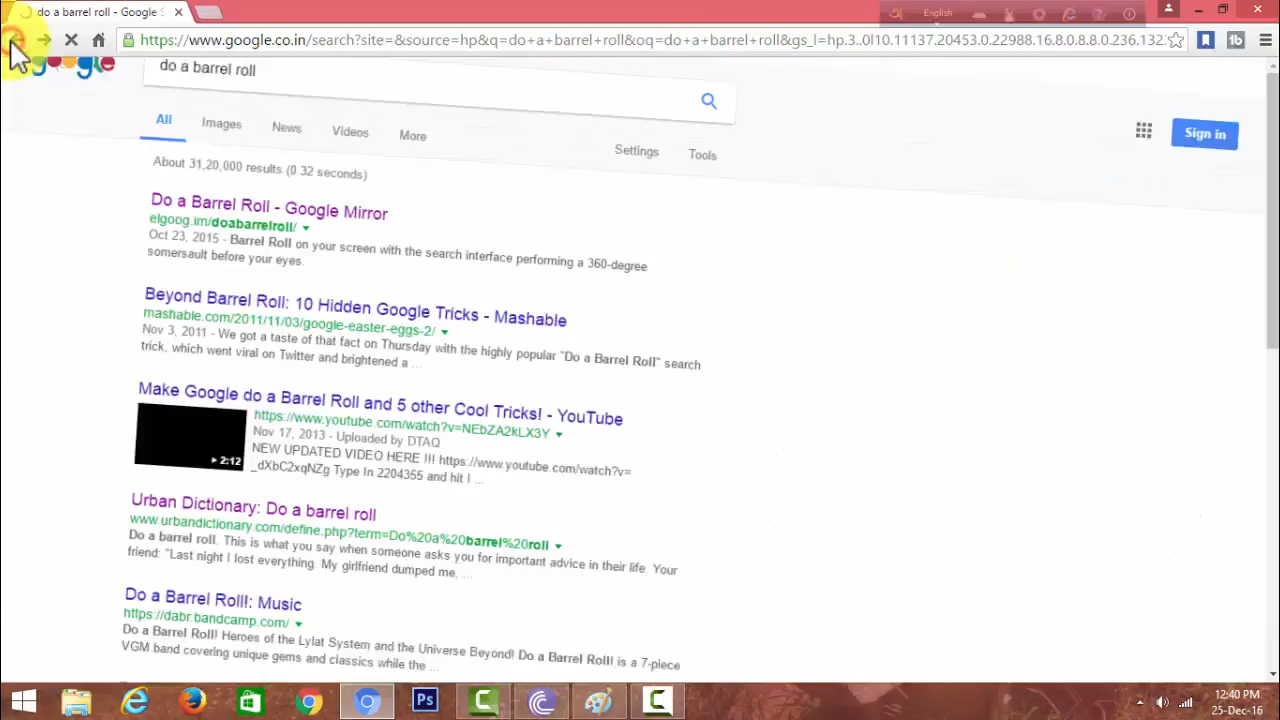 do a barrel roll - Google S
English
https://www.google.co.in/search?site=&source=hp&q=do+a+barrel+roll&oq=do+a+barrel+roll&gs_l=hp.3..0l10.11137.20453.0.22988.16.8.0.8.8.0.236.132
do a barrel roll
All Images News Videos More Settings Tools
Sign in
About 31,20,000 results (0.32 seconds)
Do a Barrel Roll - Google Mirror
elgoog.im/doabarrelroll/
Oct 23, 2015 - Barrel Roll on your screen with the search interface performing a 360-degree
somersault before your eyes.
Beyond Barrel Roll: 10 Hidden Google Tricks - Mashable
mashable.com/2011/11/03/google-easter-eggs-2/
Nov 3, 2011 - We got a taste of that fact on Thursday with the highly popular "Do a Barrel Roll" search
trick, which went viral on Twitter and brightened a ...
Make Google do a Barrel Roll and 5 other Cool Tricks! - YouTube
https://www.youtube.com/watch?v=NEbZA2kLX3Y
Nov 17, 2013 - Uploaded by DTAQ
NEW UPDATED VIDEO HERE !!! https://www.youtube.com/watch?v=
_dXbC2xqNZg Type In 2204355 and hit I ...
2:12
Urban Dictionary: Do a barrel roll
www.urbandictionary.com/define.php?term=Do%20a%20barrel%20roll
Do a barrel roll. This is what you say when someone asks you for important advice in their life. Your
friend: "Last night I lost everything. My girlfriend dumped me, ...
Do a Barrel Roll!: Music
https://dabr.bandcamp.com/
Do a Barrel Roll! Heroes of the Lylat System and the Universe Beyond! Do a Barrel Roll! is a 7-piece
VGM band covering unique gems and classics while the ...
Ps
12:40 PM
25-Dec-16